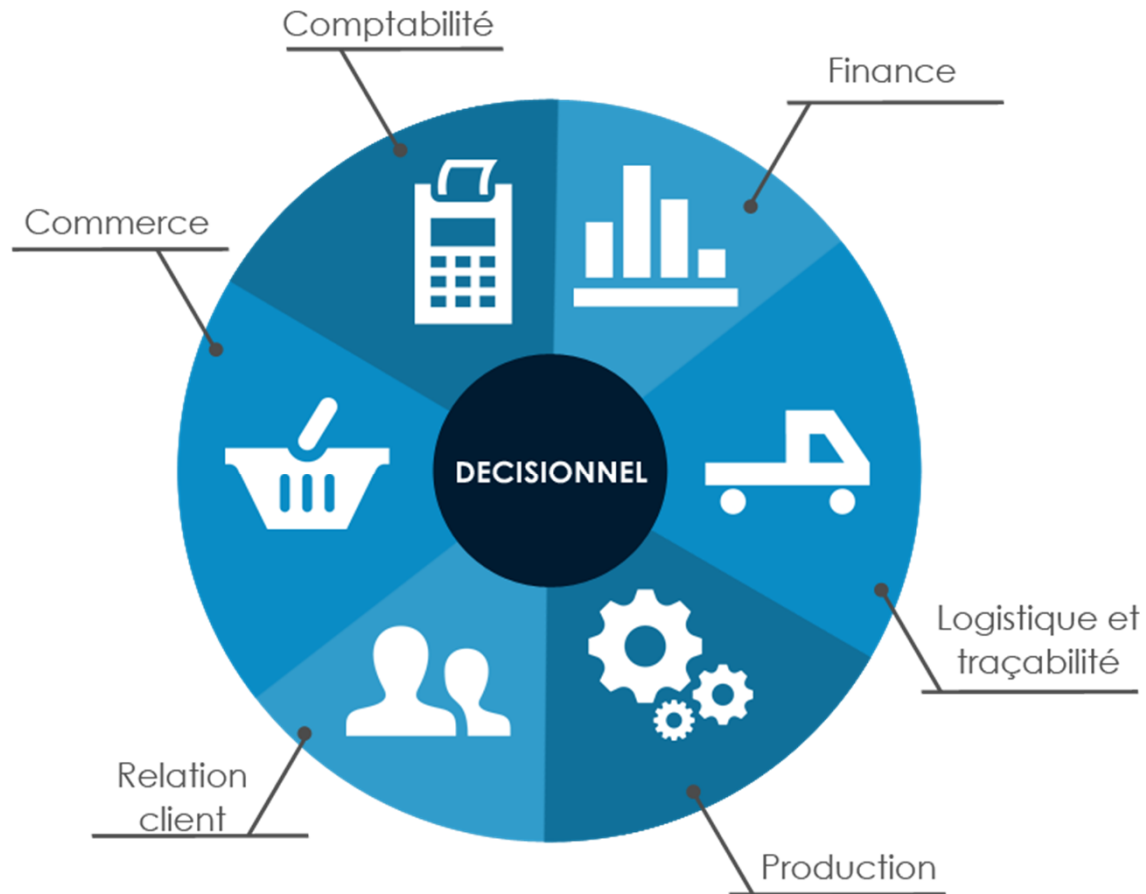 Comptabilité
Finance
Commerce
DECISIONNEL
Logistique et
traçabilité
Relation
client
Production